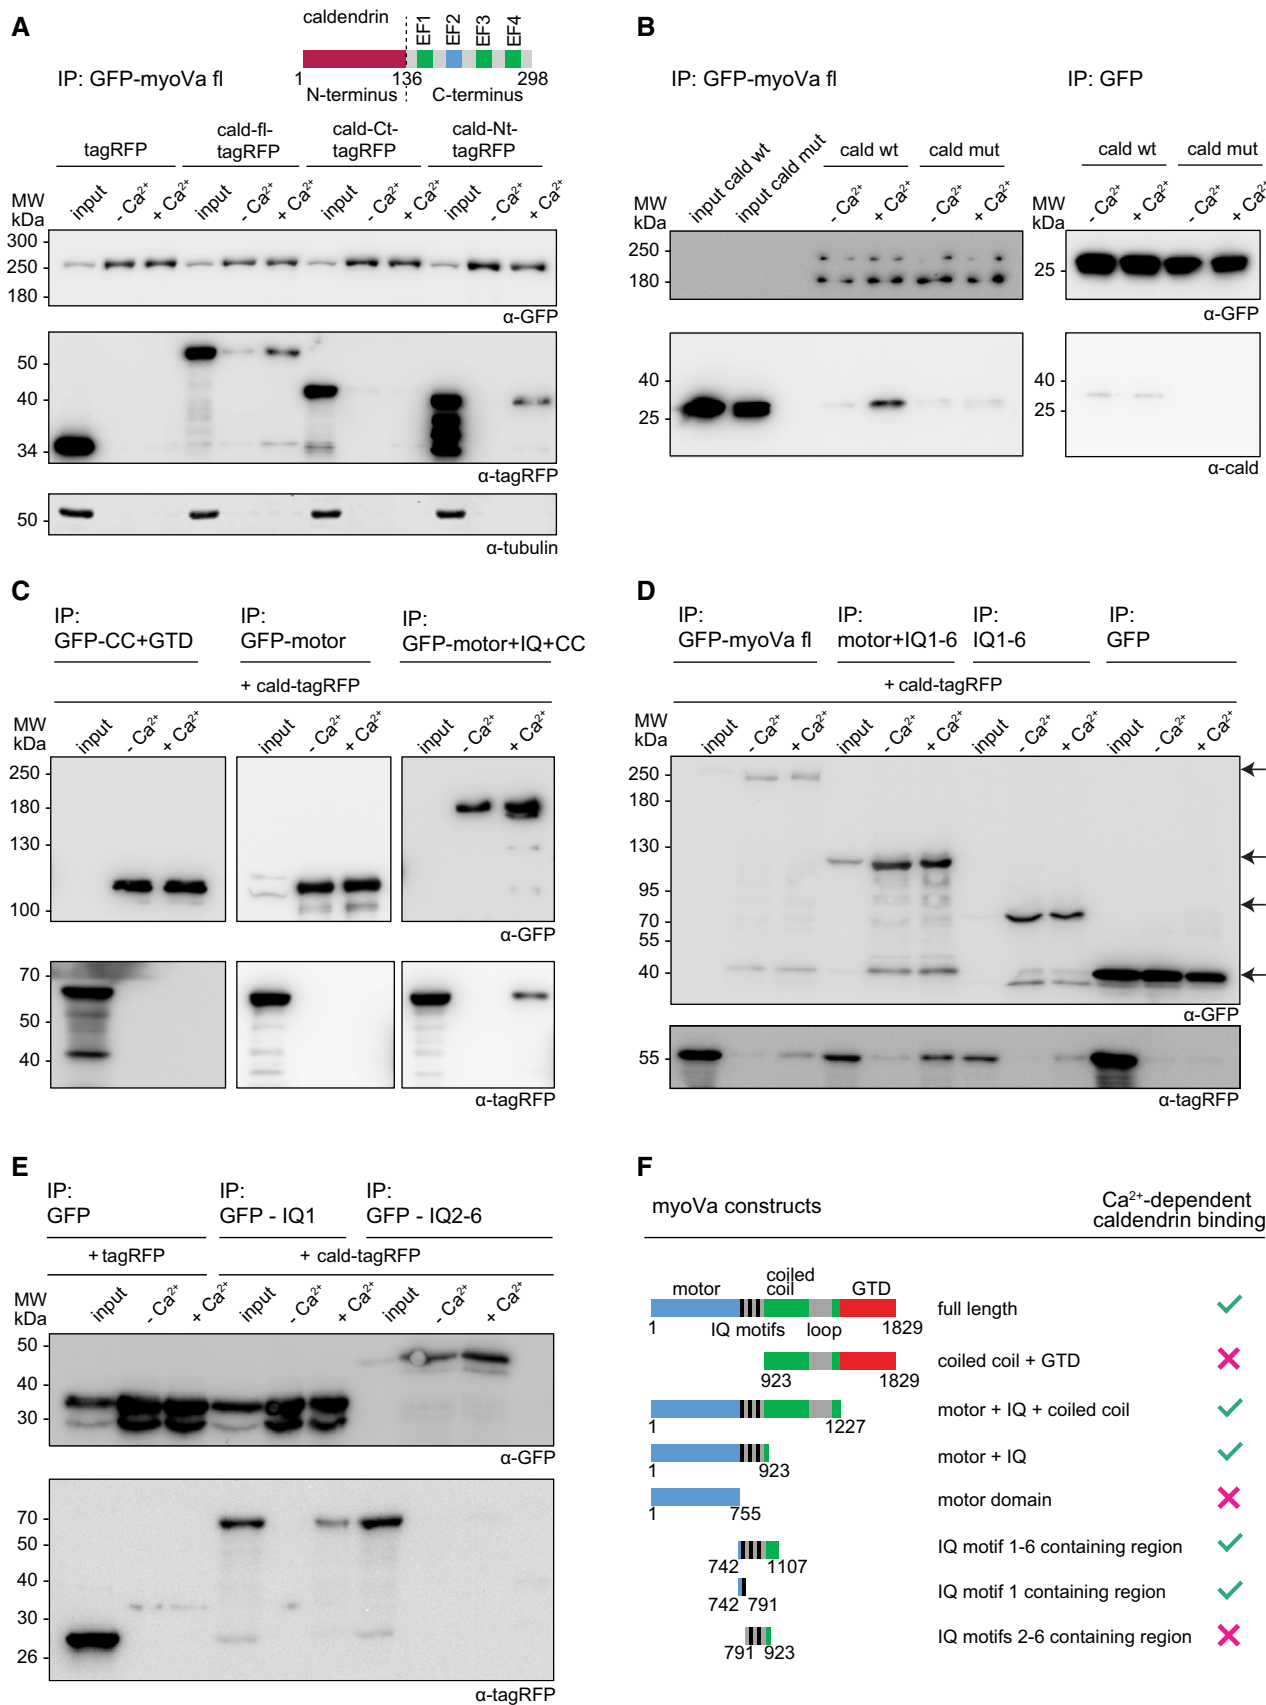 A
caldendrin
EF1
EF2
EF3
EF4
IP: GFP-myoVa fl
1 136 298
N-terminus C-terminus
tagRFP
cald-fl-
tagRFP
cald-Ct-
tagRFP
cald-Nt-
tagRFP
MW
kDa
input - Ca²⁺ + Ca²⁺ input - Ca²⁺ + Ca²⁺ input - Ca²⁺ + Ca²⁺ input - Ca²⁺ + Ca²⁺
300
250
180
α-GFP
50
40
34
α-tagRFP
50
α-tubulin
B
IP: GFP-myoVa fl
IP: GFP
input cald wt
input cald mut
cald wt
cald mut
cald wt
cald mut
MW
kDa
- Ca²⁺ + Ca²⁺ - Ca²⁺ + Ca²⁺
MW
kDa
- Ca²⁺ + Ca²⁺ - Ca²⁺ + Ca²⁺
250
180
25
α-GFP
40
25
40
25
α-cald
C
IP:
GFP-CC+GTD
IP:
GFP-motor
IP:
GFP-motor+IQ+CC
+ cald-tagRFP
MW
kDa
input - Ca²⁺ + Ca²⁺ input - Ca²⁺ + Ca²⁺ input - Ca²⁺ + Ca²⁺
250
180
130
100
α-GFP
70
50
40
α-tagRFP
D
IP:
GFP-myoVa fl
IP:
motor+IQ1-6
IP:
IQ1-6
IP:
GFP
+ cald-tagRFP
MW
kDa
input - Ca²⁺ + Ca²⁺ input - Ca²⁺ + Ca²⁺ input - Ca²⁺ + Ca²⁺ input - Ca²⁺ + Ca²⁺
250
180
130
95
70
55
40
α-GFP
55
α-tagRFP
E
IP:
GFP
IP:
GFP - IQ1
IP:
GFP - IQ2-6
+ tagRFP
+ cald-tagRFP
MW
kDa
input - Ca²⁺ + Ca²⁺ input - Ca²⁺ + Ca²⁺ input - Ca²⁺ + Ca²⁺
50
40
30
α-GFP
70
50
40
30
26
α-tagRFP
F
myoVa constructs
Ca²⁺-dependent
caldendrin binding
motor
coiled
coil
GTD
full length
1 1829
IQ motifs loop
coiled coil + GTD
923 1829
motor + IQ + coiled coil
1 1227
motor + IQ
1 923
motor domain
1 755
IQ motif 1-6 containing region
742 1107
IQ motif 1 containing region
742 791
IQ motifs 2-6 containing region
791 923